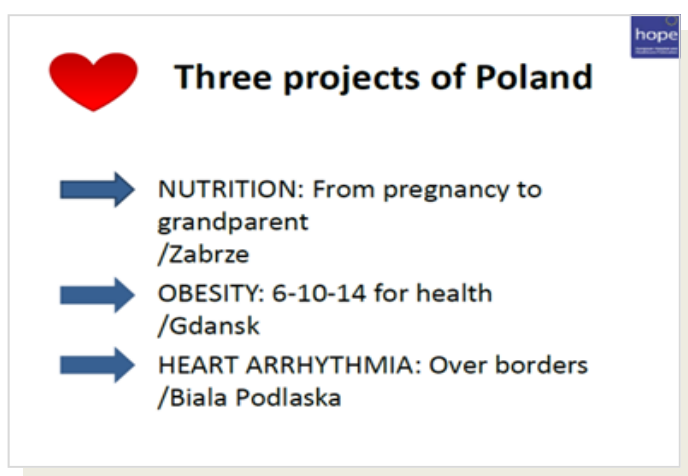 hope
Three projects of Poland
NUTRITION: From pregnancy to
grandparent
/Zabrze
OBESITY: 6-10-14 for health
/Gdansk
HEART ARRHYTHMIA: Over borders
/Biala Podlaska